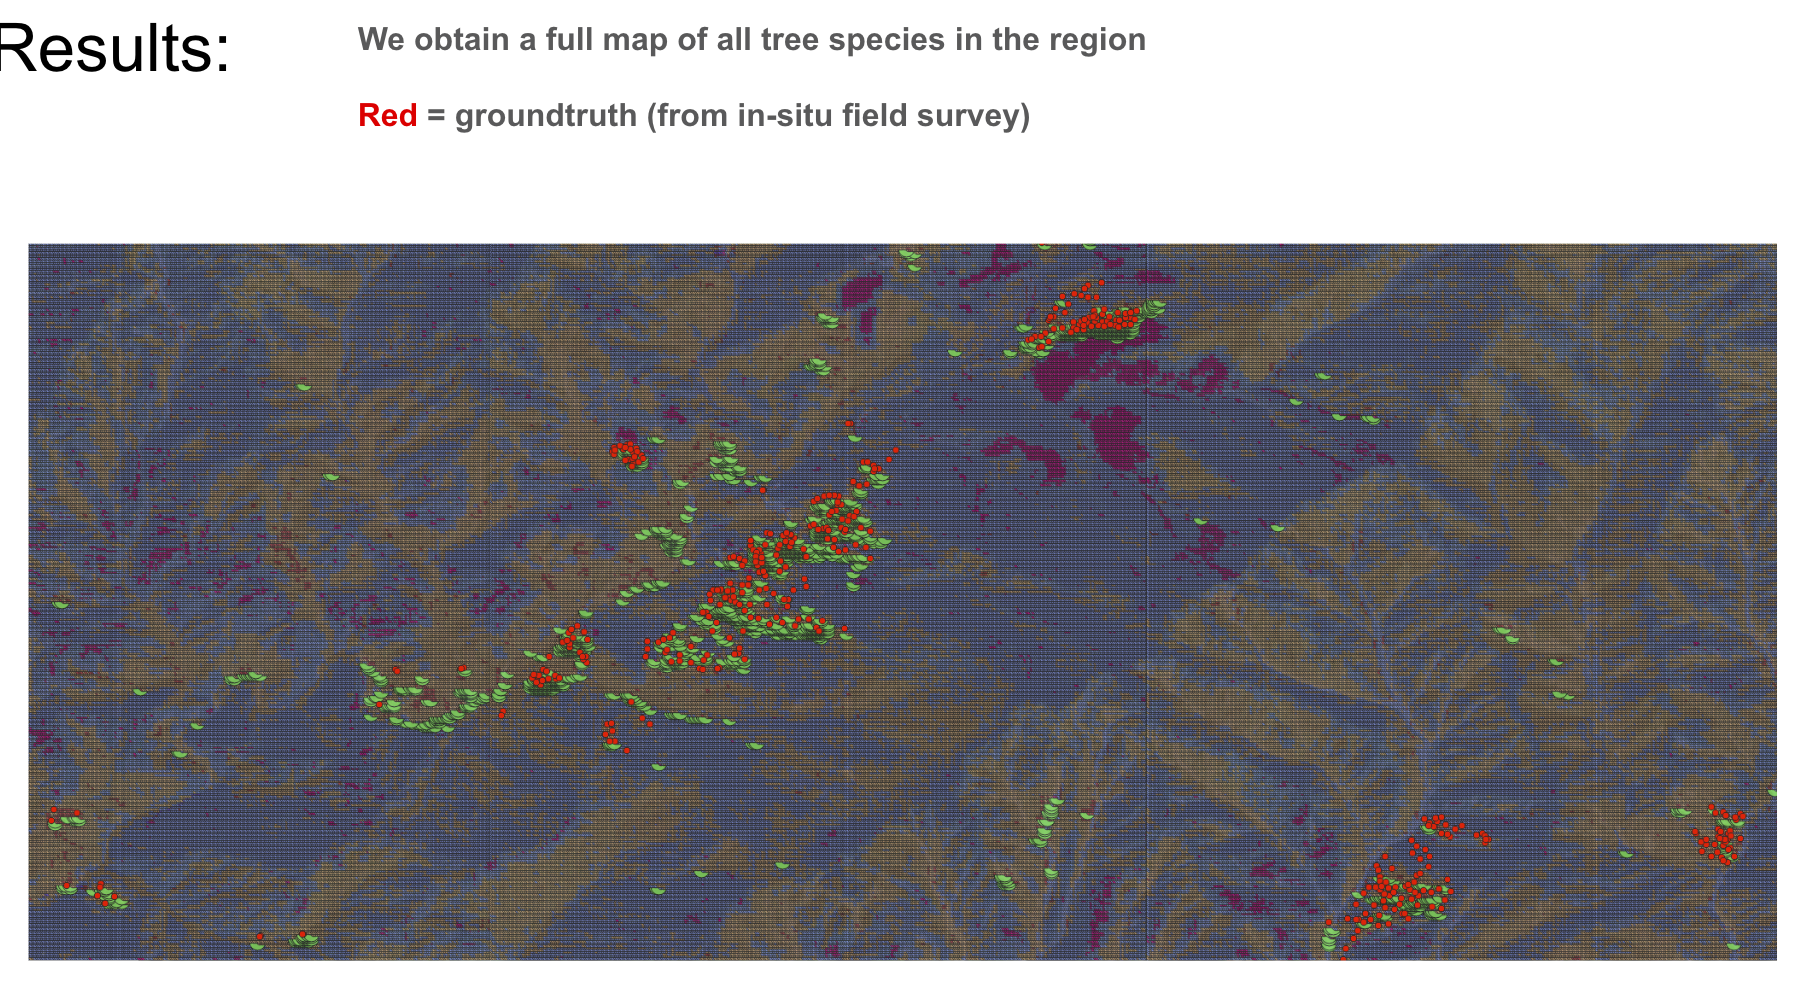 Results:
We obtain a full map of all tree species in the region
Red = groundtruth (from in-situ field survey)